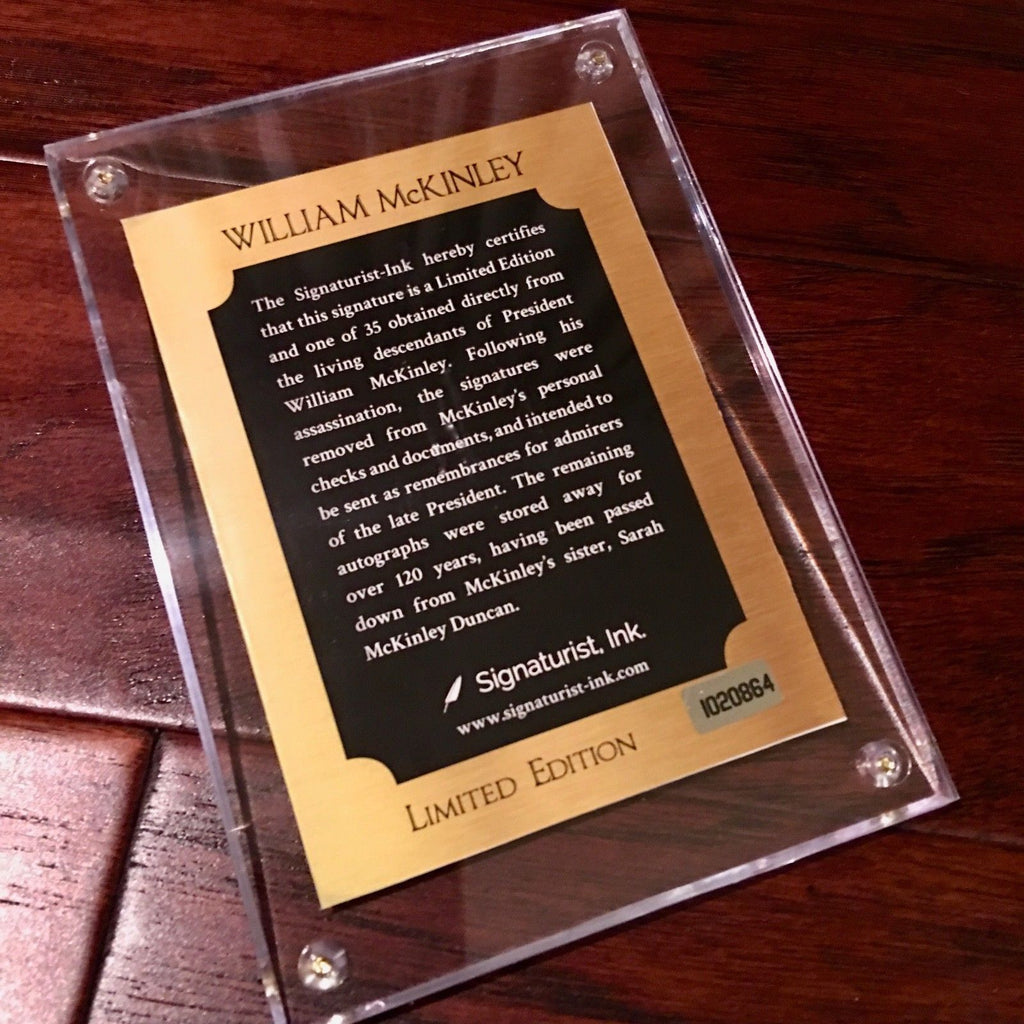 WILLIAM McKINLEY
The Signaturist-Ink hereby certifies
that this signature is a Limited Edition
and one of 35 obtained directly from
the living descendants of President
William McKinley. Following his
assassination, the signatures were
removed from McKinley's personal
checks and documents, and intended to
be sent as remembrances for admirers
of the late President. The remaining
autographs were stored away for
over 120 years, having been passed
down from McKinley's sister, Sarah
McKinley Duncan.
Signaturist, Ink.
www.signaturist-ink.com
1020864
LIMITED EDITION